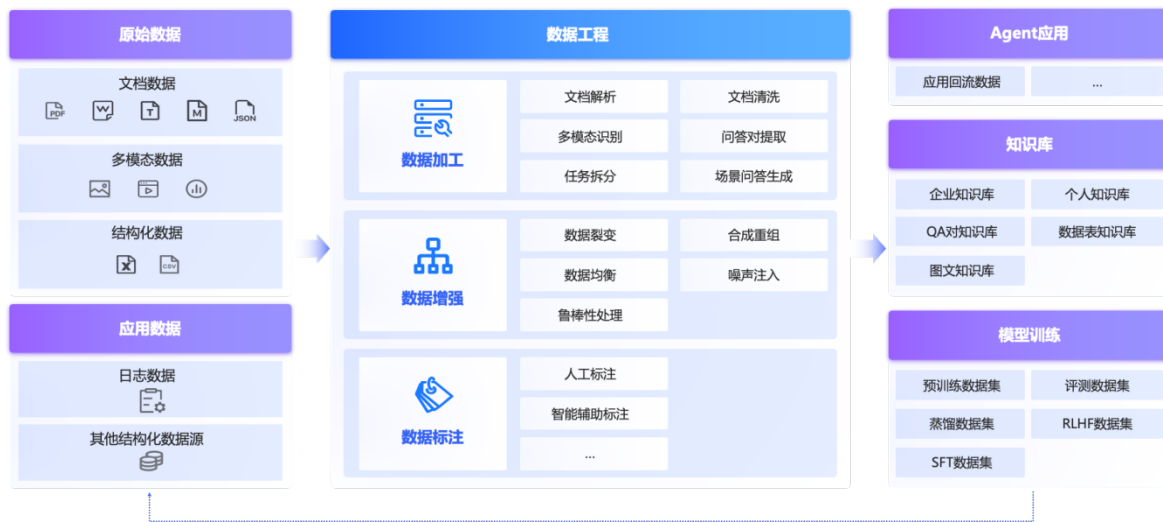 原始数据
文档数据
PDF
W
T
M
JSON
多模态数据
结构化数据
X
CSV
应用数据
日志数据
其他结构化数据源
数据工程
数据加工
文档解析
文档清洗
多模态识别
问答对提取
任务拆分
场景问答生成
数据增强
数据裂变
合成重组
数据均衡
噪声注入
鲁棒性处理
数据标注
人工标注
智能辅助标注
...
Agent应用
应用回流数据
...
知识库
企业知识库
个人知识库
QA对知识库
数据表知识库
图文知识库
模型训练
预训练数据集
评测数据集
蒸馏数据集
RLHF数据集
SFT数据集